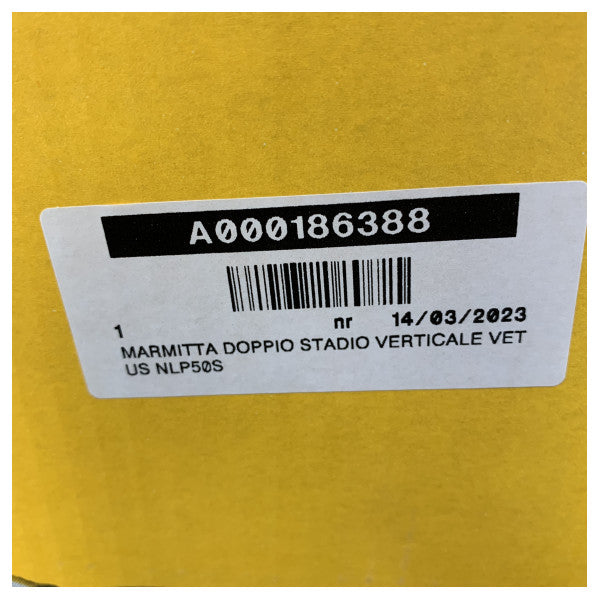 A000186388
1 nr 14/03/2023
MARMITTA DOPPIO STADIO VERTICALE VET
US NLP50S